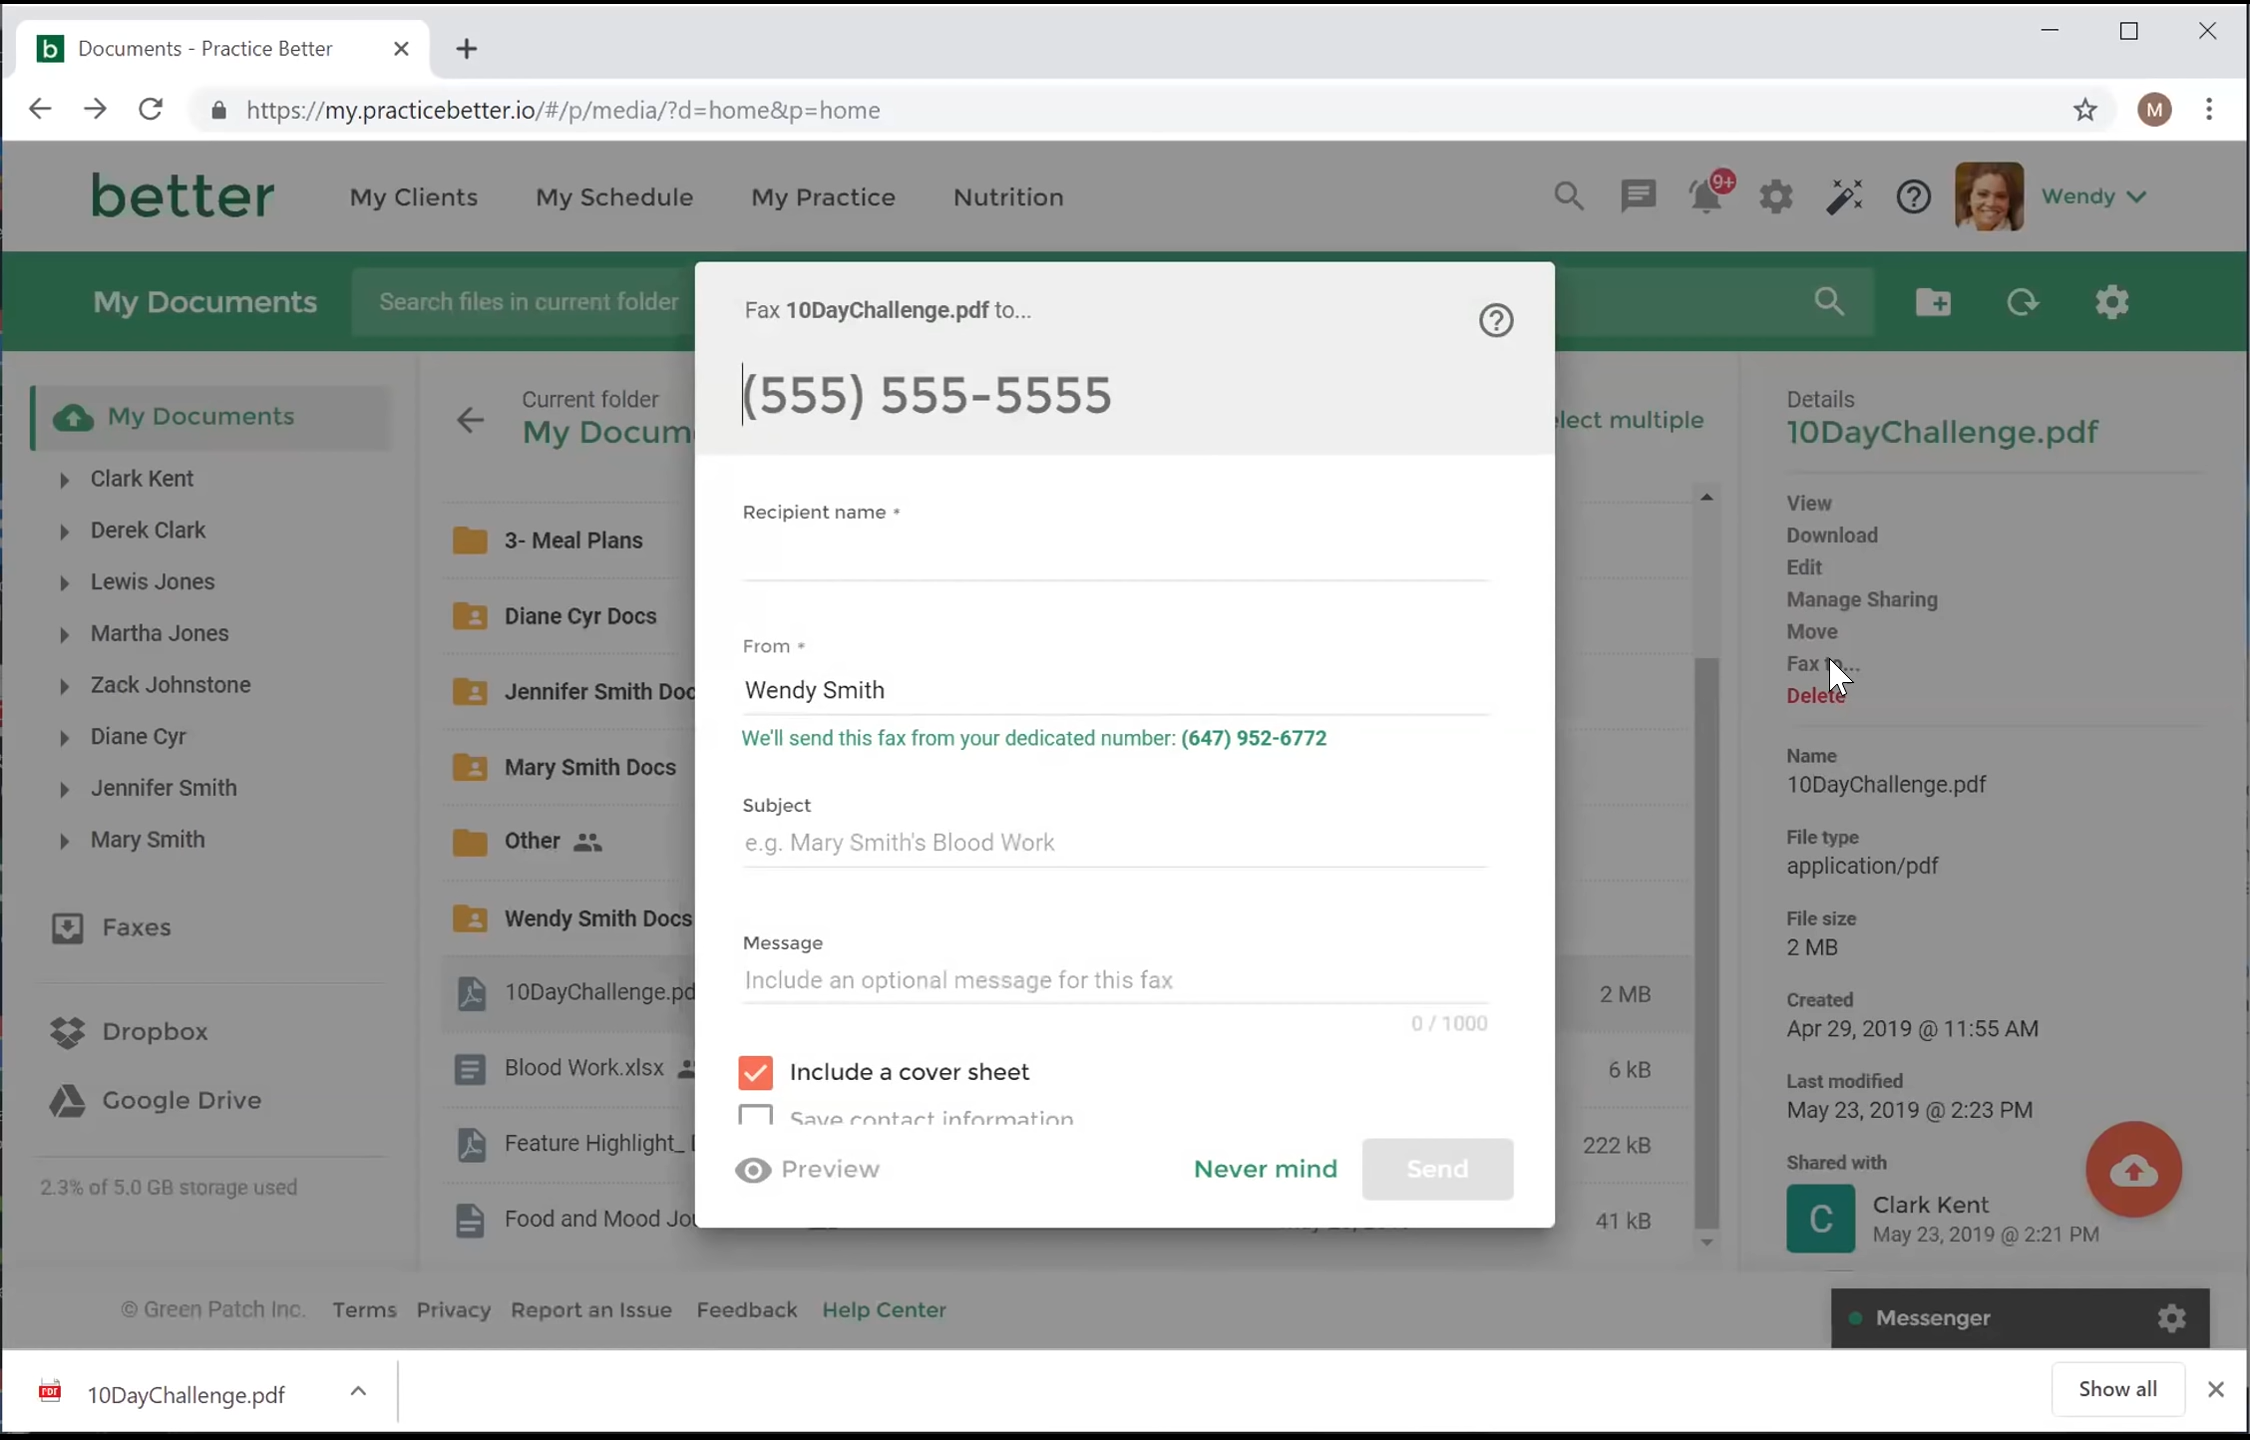 Documents - Practice Better
https://my.practicebetter.io/#/p/media/?d=home&p=home
M
better
My Clients
My Schedule
My Practice
Nutrition
9+
Wendy
My Documents
Search files in current folder
My Documents
Clark Kent
Derek Clark
Lewis Jones
Martha Jones
Zack Johnstone
Diane Cyr
Jennifer Smith
Mary Smith
Faxes
Dropbox
Google Drive
2.3% of 5.0 GB storage used
Current folder
My Docum
lect multiple
3- Meal Plans
Diane Cyr Docs
Jennifer Smith Doc
Mary Smith Docs
Other
Wendy Smith Docs
10DayChallenge.pd
2 MB
Blood Work.xlsx
6 kB
Feature Highlight_
222 kB
Food and Mood Jou
41 kB
Fax 10DayChallenge.pdf to...
(555) 555-5555
Recipient name *
From *
Wendy Smith
We'll send this fax from your dedicated number: (647) 952-6772
Subject
e.g. Mary Smith's Blood Work
Message
Include an optional message for this fax
0 / 1000
Include a cover sheet
Save contact information
Preview
Never mind
Send
Details
10DayChallenge.pdf
View
Download
Edit
Manage Sharing
Move
Fax to...
Delete
Name
10DayChallenge.pdf
File type
application/pdf
File size
2 MB
Created
Apr 29, 2019 @ 11:55 AM
Last modified
May 23, 2019 @ 2:23 PM
Shared with
C
Clark Kent
May 23, 2019 @ 2:21 PM
© Green Patch Inc.
Terms
Privacy
Report an Issue
Feedback
Help Center
Messenger
10DayChallenge.pdf
Show all